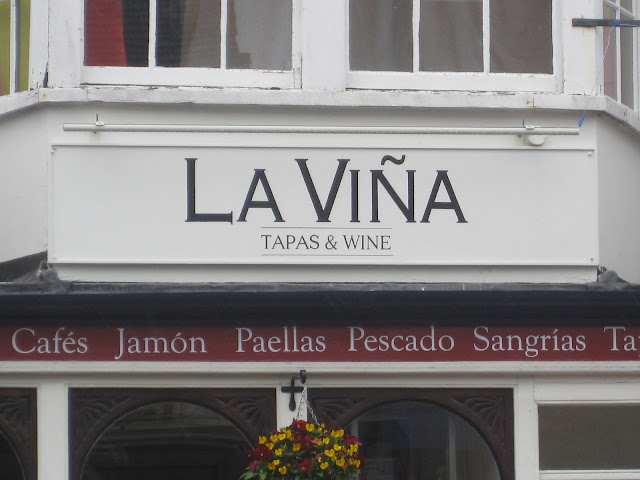 LA VIÑA
TAPAS & WINE
Cafés Jamón Paellas Pescado Sangrías